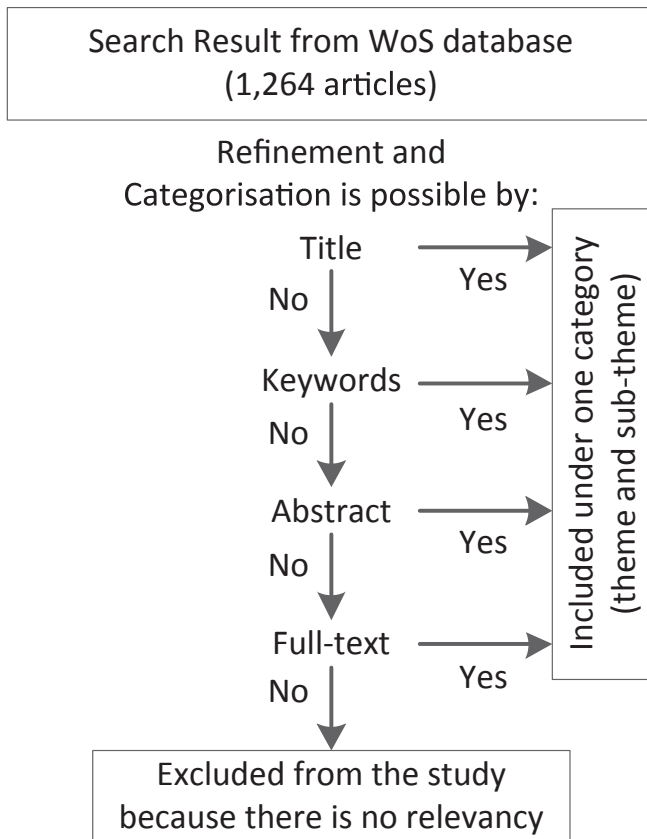 Search Result from WoS database
(1,264 articles)
Refinement and
Categorisation is possible by:
Title
Yes
No
Keywords
Yes
No
Abstract
Yes
No
Full-text
Yes
No
Included under one category
(theme and sub-theme)
Excluded from the study
because there is no relevancy